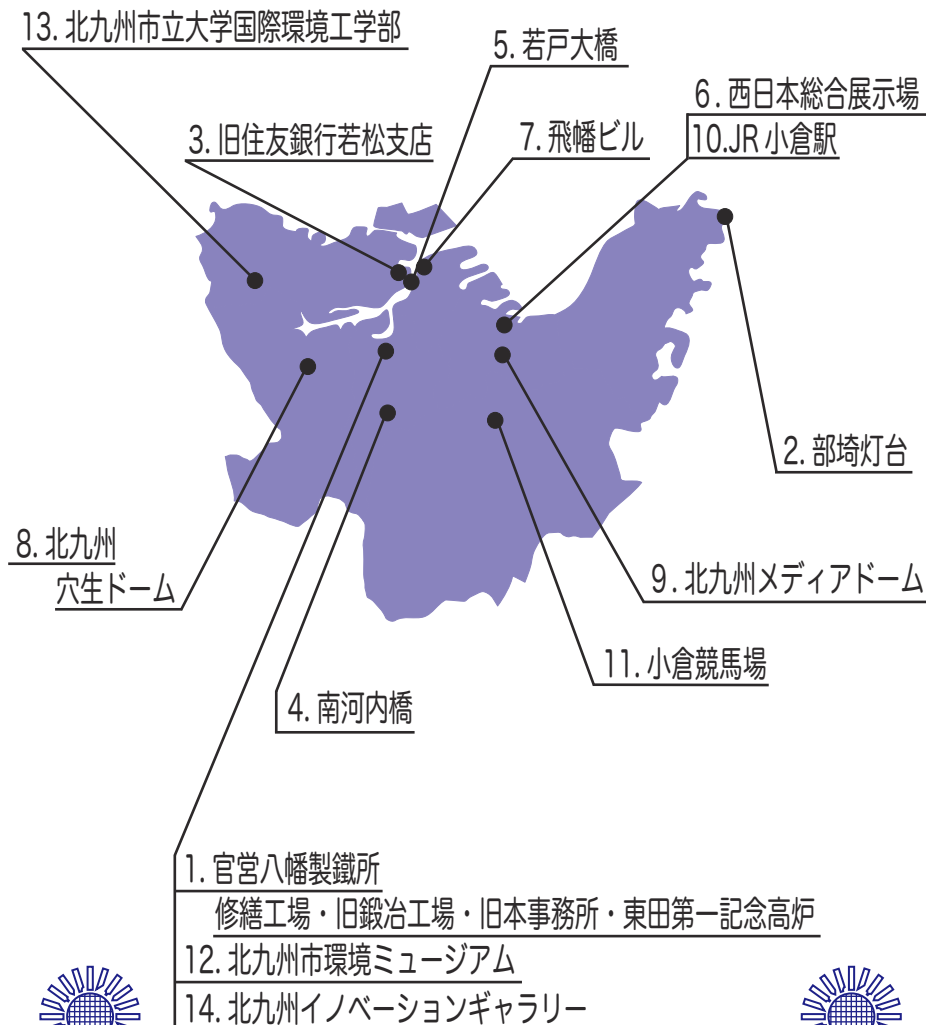 13. 北九州市立大学国際環境工学部
5. 若戸大橋
6. 西日本総合展示場
3. 旧住友銀行若松支店
7. 飛幡ビル
10.JR 小倉駅
2. 部埼灯台
8. 北九州
穴生ドーム
9. 北九州メディアドーム
11. 小倉競馬場
4. 南河内橋
1. 官営八幡製鐵所
修繕工場・旧鍛冶工場・旧本事務所・東田第一記念高炉
12. 北九州市環境ミュージアム
14. 北九州イノベーションギャラリー